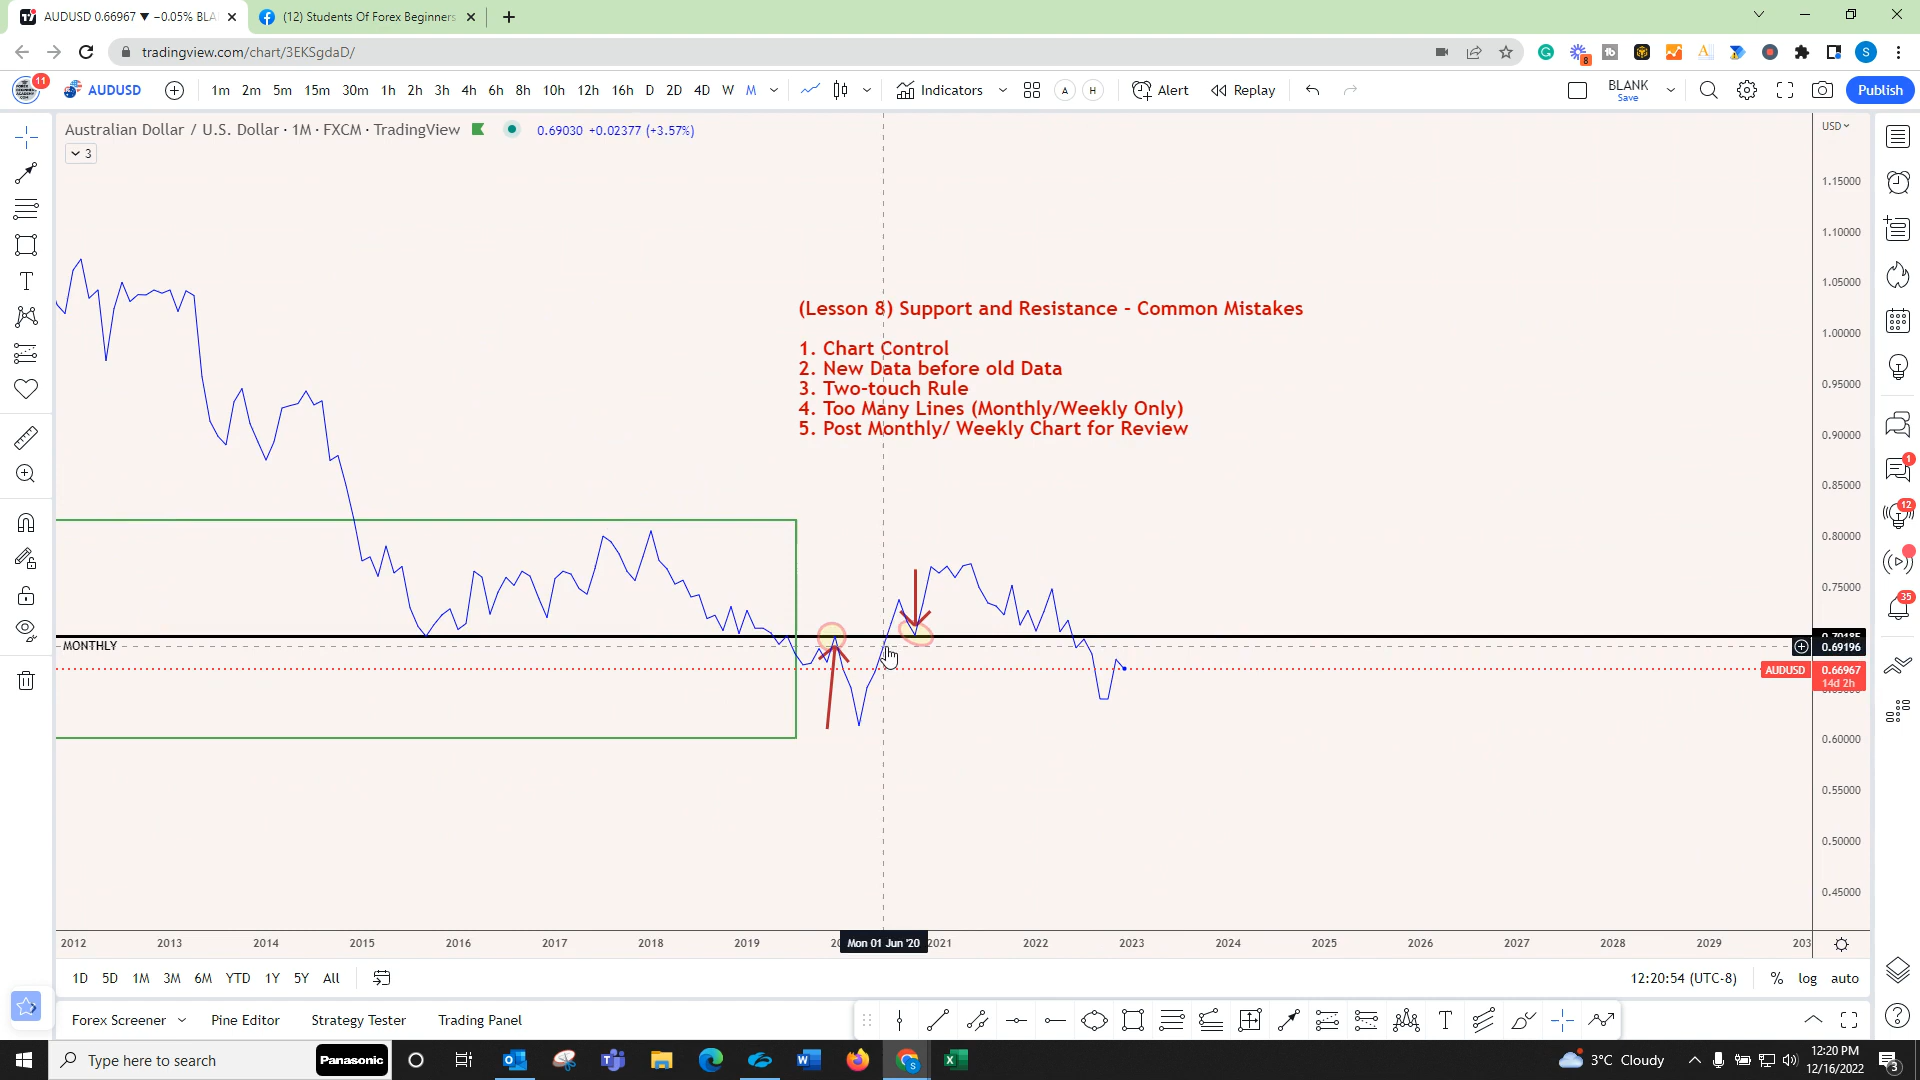 AUDUSD 0.66967 ▼ −0.05% BLA
(12) Students Of Forex Beginners
tradingview.com/chart/3EKSgdaD/
8
S
11
AUDUSD
1m 2m 5m 15m 30m 1h 2h 3h 4h 6h 8h 10h 12h 16h D 2D 4D W M
Indicators
A
H
Alert
Replay
BLANK
Save
Publish
Australian Dollar / U.S. Dollar · 1M · FXCM · TradingView
0.69030 +0.02377 (+3.57%)
3
USD
1.15000
1.10000
1.05000
1.00000
0.95000
0.90000
0.85000
0.80000
0.75000
0.69196
AUDUSD 0.66967
14d 2h
0.60000
0.55000
0.50000
0.45000
(Lesson 8) Support and Resistance - Common Mistakes
1. Chart Control
2. New Data before old Data
3. Two-touch Rule
4. Too Many Lines (Monthly/Weekly Only)
5. Post Monthly/ Weekly Chart for Review
MONTHLY
1
12
35
2012 2013 2014 2015 2016 2017 2018 2019 Mon 01 Jun '20 2021 2022 2023 2024 2025 2026 2027 2028 2029
1D 5D 1M 3M 6M YTD 1Y 5Y All
12:20:54 (UTC-8)
% log auto
Forex Screener
Pine Editor
Strategy Tester
Trading Panel
Type here to search
Panasonic
3°C Cloudy
12:20 PM
12/16/2022
3